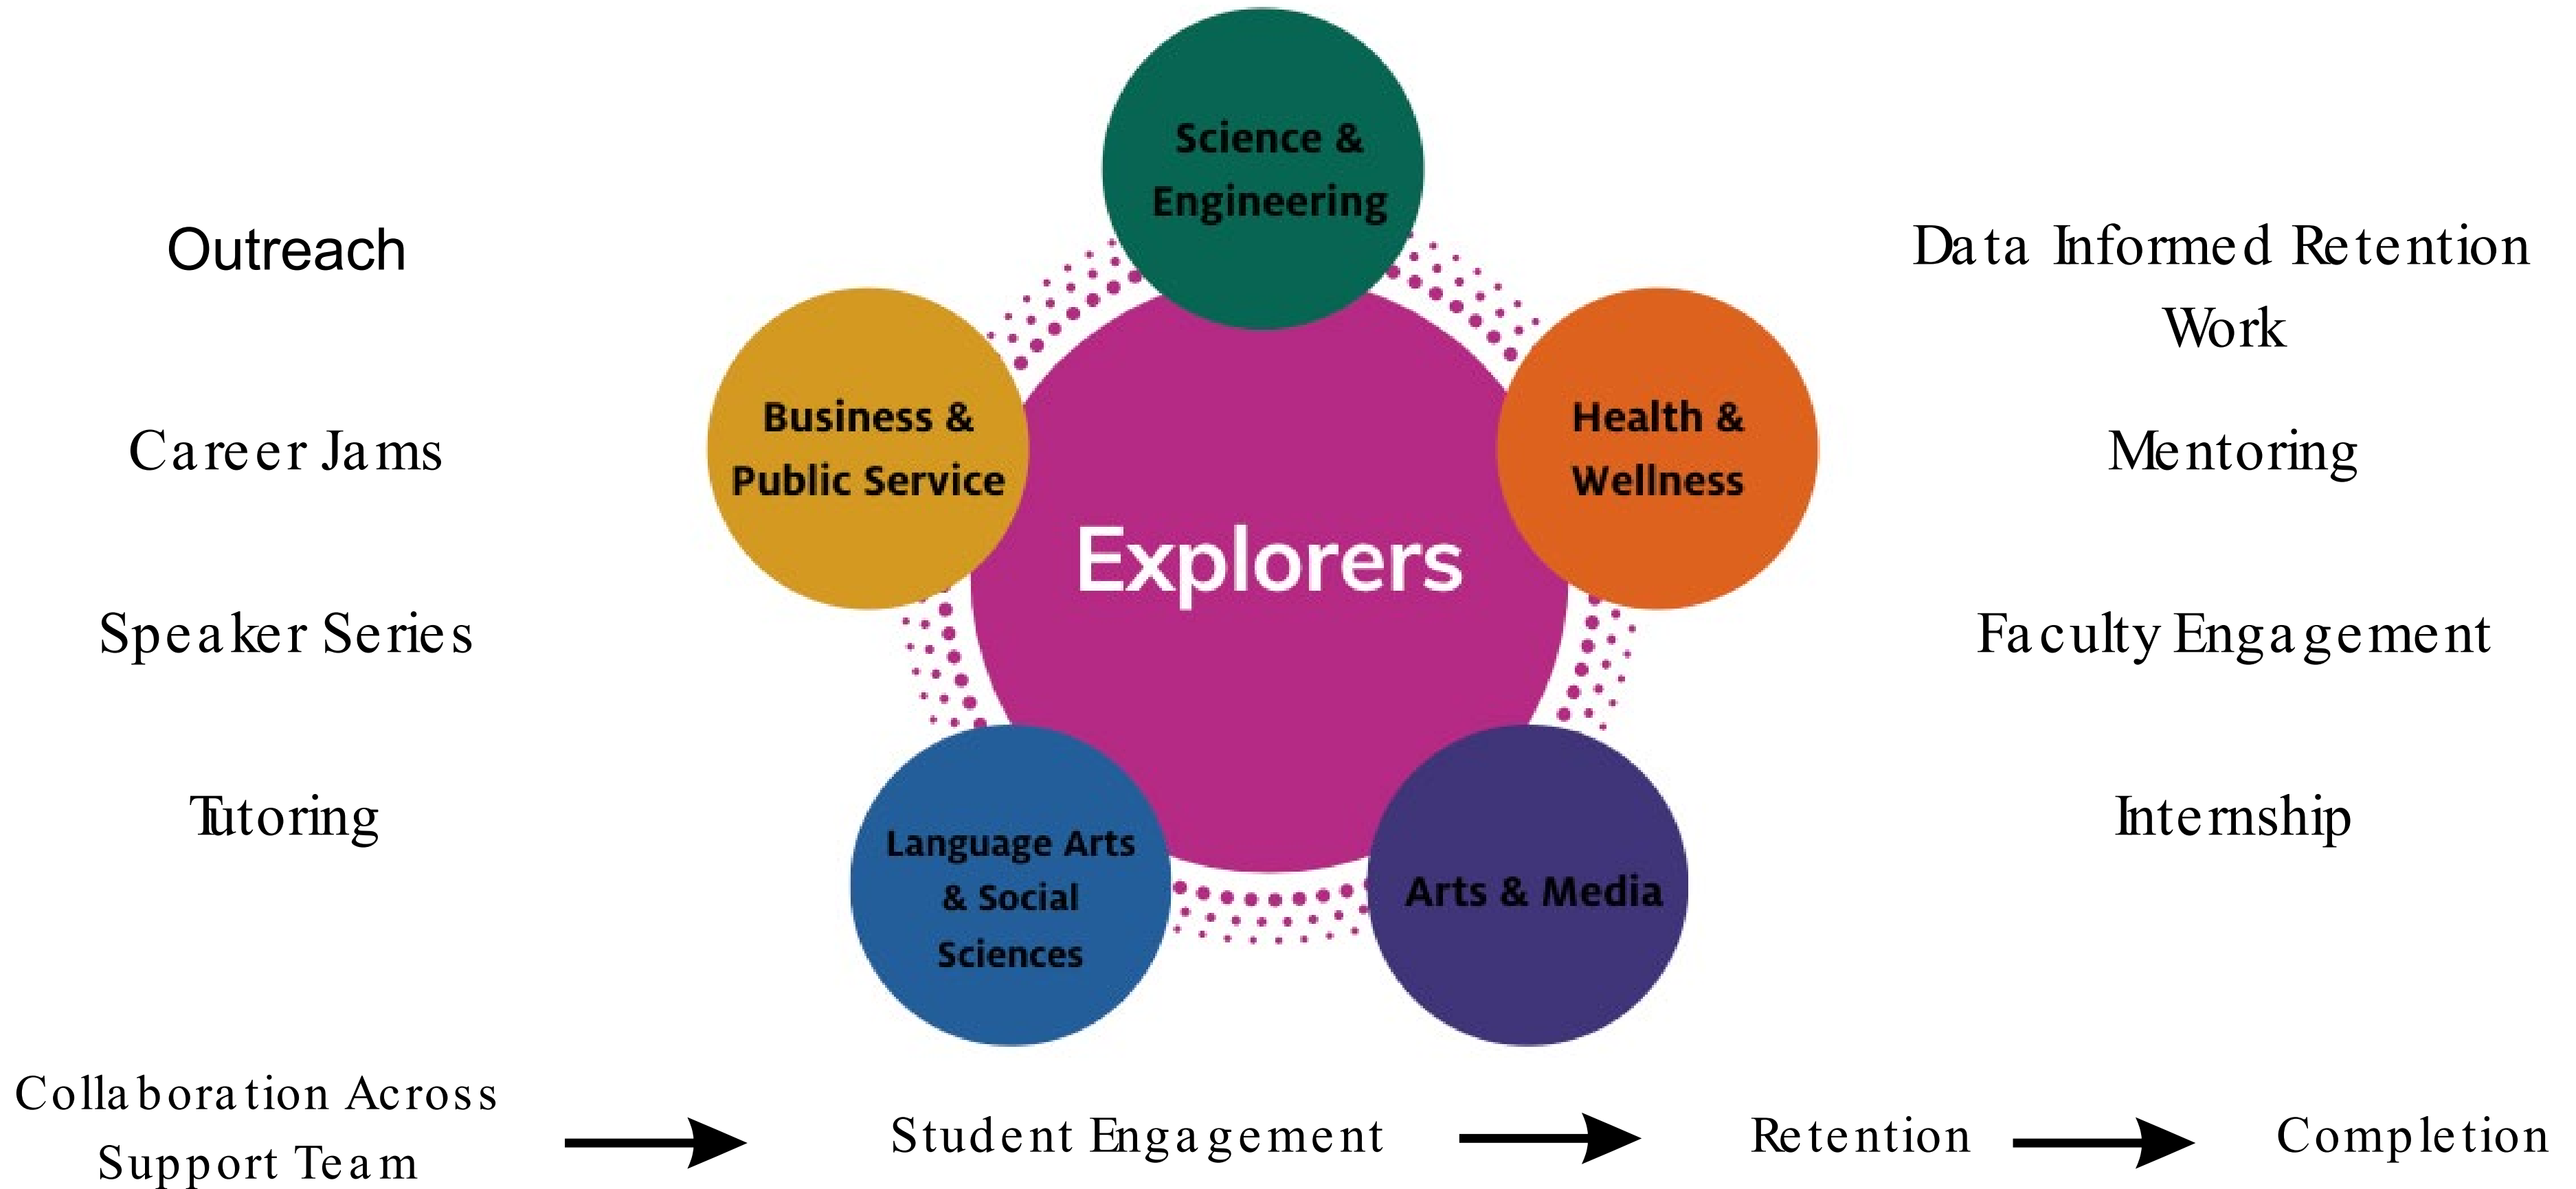 Science &
Engineering
Outreach
Data Informed Retention
Work
Business &
Public Service
Health &
Wellness
Career Jams
Mentoring
Explorers
Speaker Series
Faculty Engagement
Tutoring
Internship
Language Arts
& Social
Sciences
Arts & Media
Collaboration Across
Support Team
Student Engagement
Retention
Completion